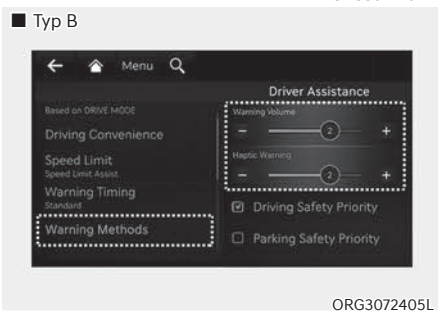 ■ Typ B
← Menu
Driver Assistance
Based on DRIVE MODE
Driving Convenience
Speed Limit
Speed Limit Assist
Warning Timing
Standard
Warning Methods
Warning Volume
- 2 +
Haptic Warning
- 2 +
Driving Safety Priority
Parking Safety Priority
ORG3072405L